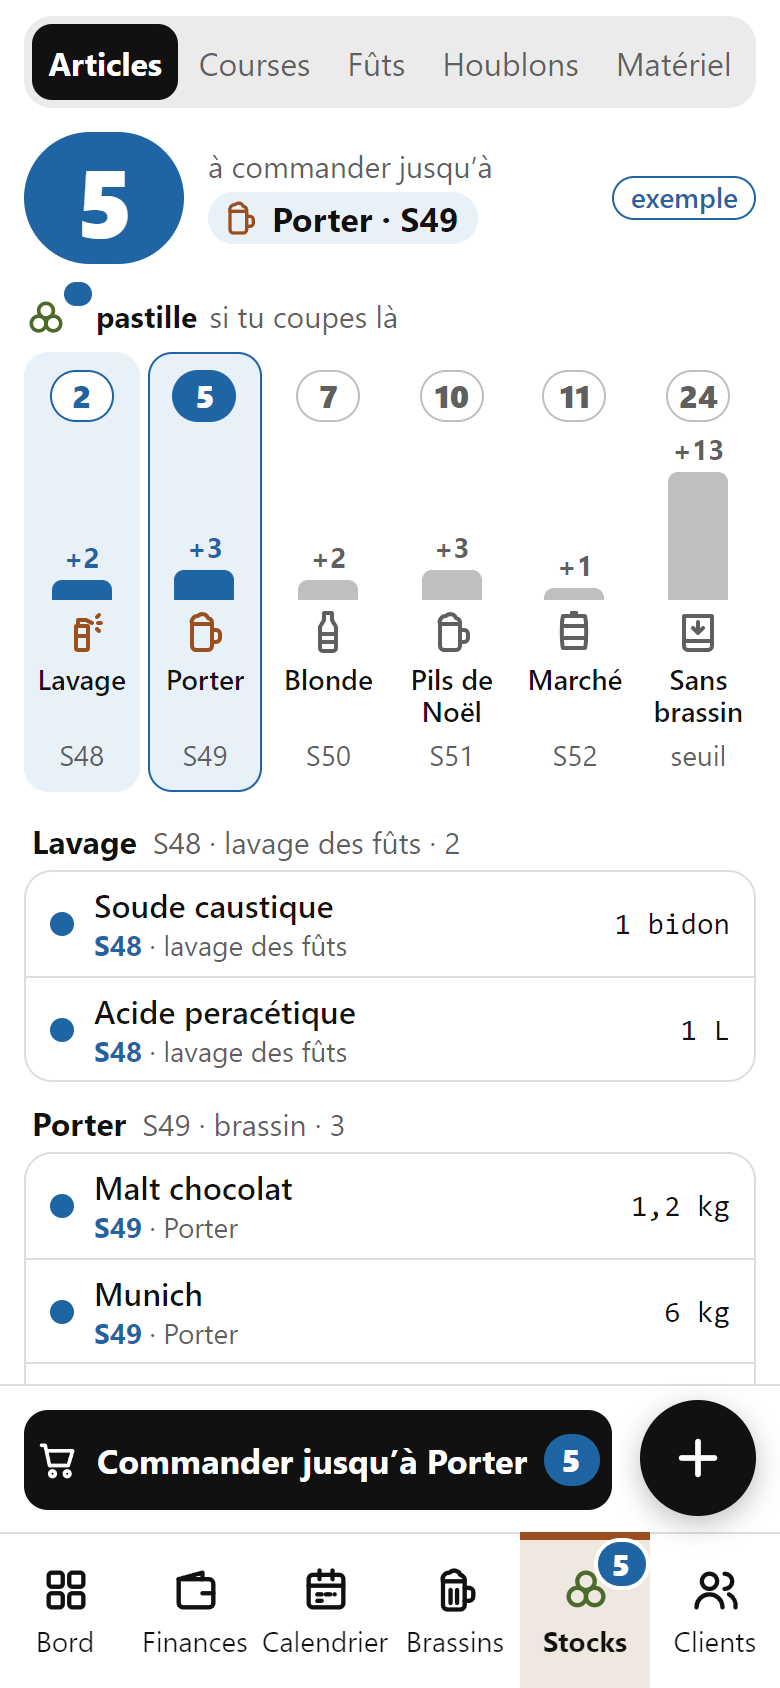 Articles Courses Fûts Houblons Matériel
5
à commander jusqu’à
Porter · S49
exemple
pastille si tu coupes là
2 5 7 10 11 24
+2 +3 +2 +3 +1 +13
Lavage Porter Blonde Pils de Noël Marché Sans brassin
S48 S49 S50 S51 S52 seuil
Lavage S48 · lavage des fûts · 2
Soude caustique
S48 · lavage des fûts
1 bidon
Acide peracétique
S48 · lavage des fûts
1 L
Porter S49 · brassin · 3
Malt chocolat
S49 · Porter
1,2 kg
Munich
S49 · Porter
6 kg
Commander jusqu’à Porter 5
5
Bord Finances Calendrier Brassins Stocks Clients